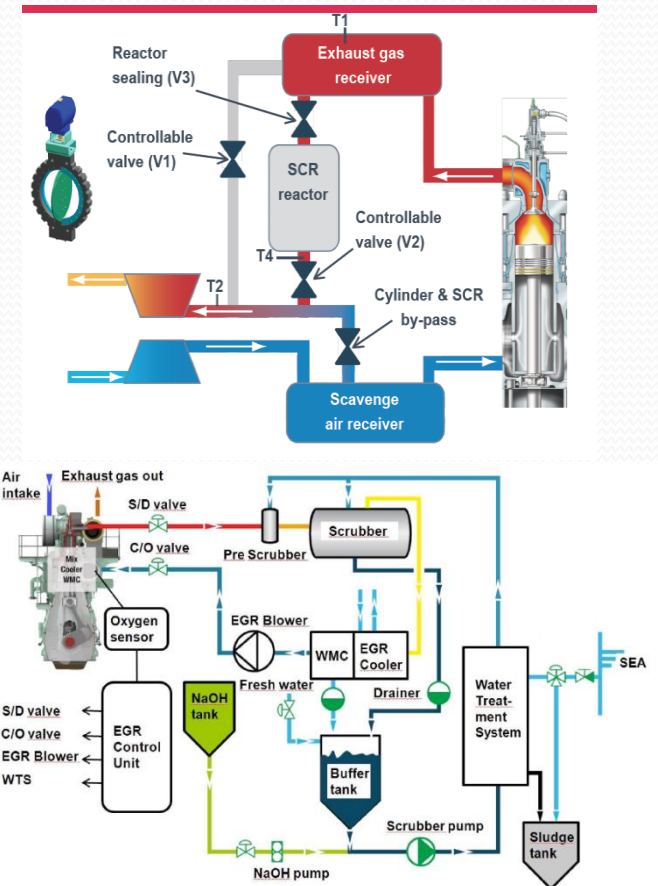 T1
Exhaust gas
receiver
Reactor
sealing (V3)
Controllable
valve (V1)
SCR
reactor
Controllable
valve (V2)
T4
T2
Cylinder & SCR
by-pass
Scavenge
air receiver
Air
intake
Exhaust gas out
S/D valve
Scrubber
Pre Scrubber
C/O valve
Mix
Cooler
WMC
Oxygen
sensor
EGR Blower
WMC
EGR
Cooler
SEA
Fresh water
Drainer
Water
Treat-
ment
System
NaOH
tank
S/D valve
C/O valve
EGR Blower
WTS
EGR
Control
Unit
Buffer
tank
Scrubber pump
Sludge
tank
NaOH pump